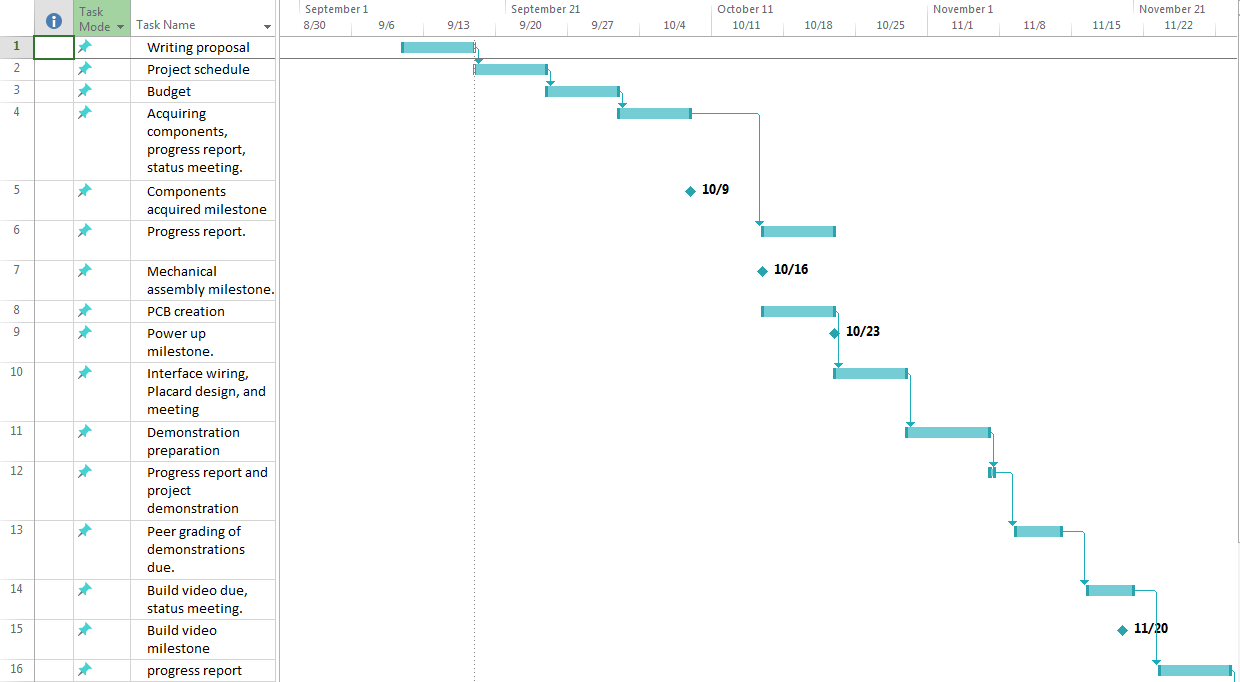 Task Mode
Task Name
September 1
September 21
October 11
November 1
November 21
8/30
9/6
9/13
9/20
9/27
10/4
10/11
10/18
10/25
11/1
11/8
11/15
11/22
1
Writing proposal
2
Project schedule
3
Budget
4
Acquiring
components,
progress report,
status meeting.
5
Components
acquired milestone
10/9
6
Progress report.
7
Mechanical
assembly milestone.
10/16
8
PCB creation
9
Power up
milestone.
10/23
10
Interface wiring,
Placard design, and
meeting
11
Demonstration
preparation
12
Progress report and
project
demonstration
13
Peer grading of
demonstrations
due.
14
Build video due,
status meeting.
15
Build video
milestone
11/20
16
progress report